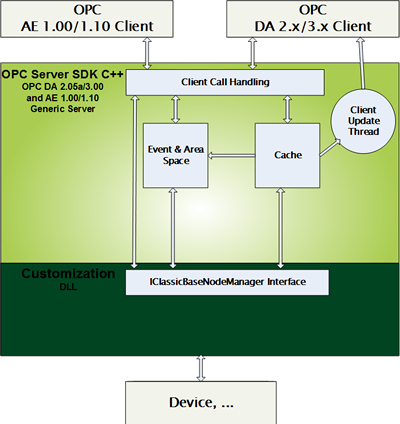 OPC
AE 1.00/1.10 Client
OPC
DA 2.x/3.x Client
OPC Server SDK C++
OPC DA 2.05a/3.00
and AE 1.00/1.10
Generic Server
Client Call Handling
Client
Update
Thread
Event & Area
Space
Cache
Customization
DLL
IClassicBaseNodeManager Interface
Device, ...